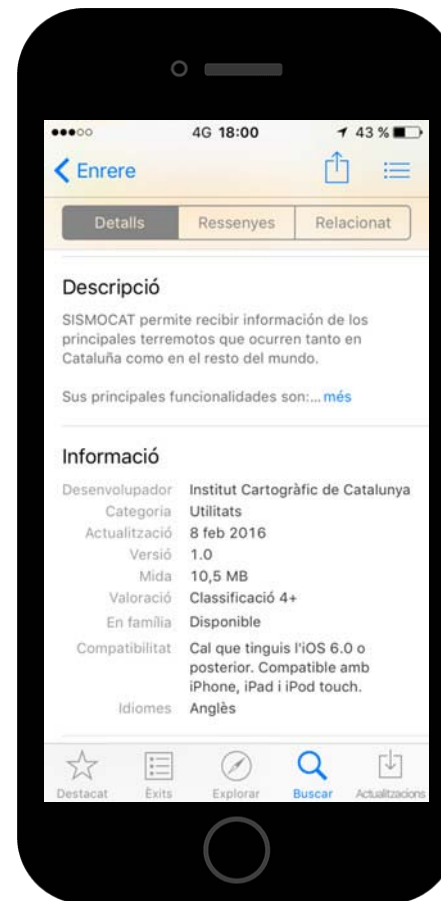 4G 18:00 43 %
Enrere
Detalls Ressenyes Relacionat
Descripció
SISMOCAT permite recibir información de los
principales terremotos que ocurren tanto en
Cataluña como en el resto del mundo.
Sus principales funcionalidades son:... més
Informació
Desenvolupador Institut Cartogràfic de Catalunya
Categoria Utilitats
Actualització 8 feb 2016
Versió 1.0
Mida 10,5 MB
Valoració Classificació 4+
En família Disponible
Compatibilitat Cal que tinguis l'iOS 6.0 o
posterior. Compatible amb
iPhone, iPad i iPod touch.
Idiomes Anglès
Destacat Èxits Explorar Buscar Actualitzacions